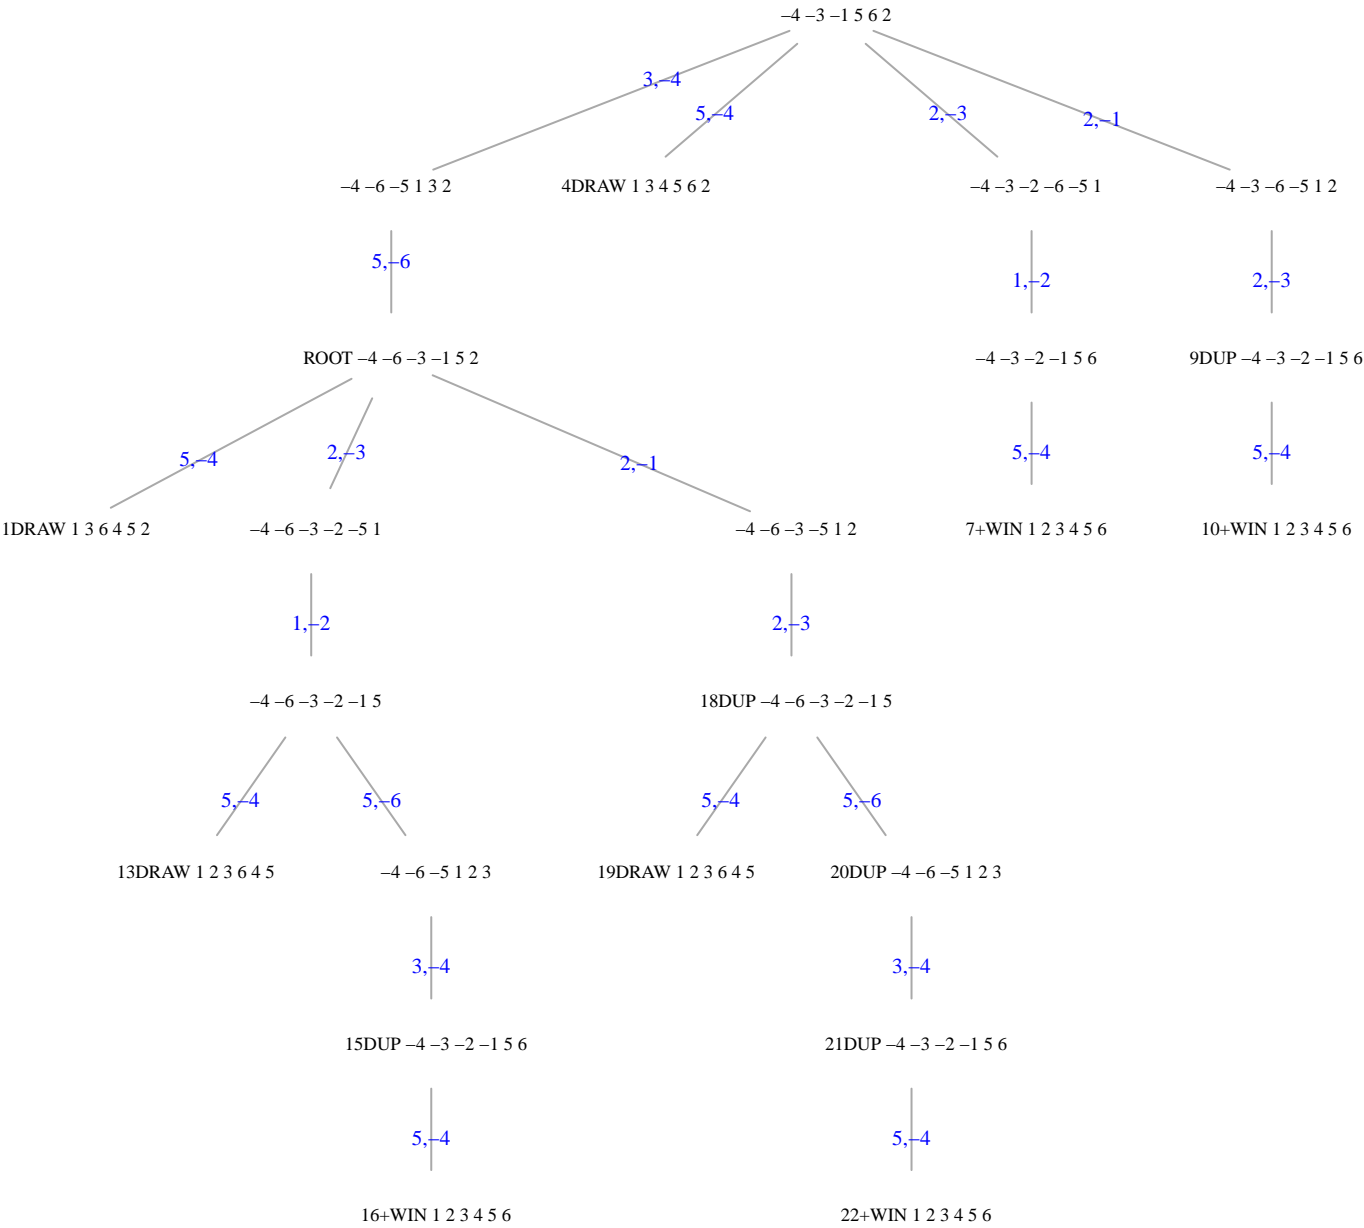 –4 –3 –1 5 6 2
3,–4
5,–4
2,–3
2,–1
–4 –6 –5 1 3 2
4DRAW 1 3 4 5 6 2
–4 –3 –2 –6 –5 1
–4 –3 –6 –5 1 2
5,–6
1,–2
2,–3
ROOT –4 –6 –3 –1 5 2
–4 –3 –2 –1 5 6
9DUP –4 –3 –2 –1 5 6
5,–4
2,–3
2,–1
5,–4
5,–4
1DRAW 1 3 6 4 5 2
–4 –6 –3 –2 –5 1
–4 –6 –3 –5 1 2
7+WIN 1 2 3 4 5 6
10+WIN 1 2 3 4 5 6
1,–2
2,–3
–4 –6 –3 –2 –1 5
18DUP –4 –6 –3 –2 –1 5
5,–4
5,–6
5,–4
5,–6
13DRAW 1 2 3 6 4 5
–4 –6 –5 1 2 3
19DRAW 1 2 3 6 4 5
20DUP –4 –6 –5 1 2 3
3,–4
3,–4
15DUP –4 –3 –2 –1 5 6
21DUP –4 –3 –2 –1 5 6
5,–4
5,–4
16+WIN 1 2 3 4 5 6
22+WIN 1 2 3 4 5 6